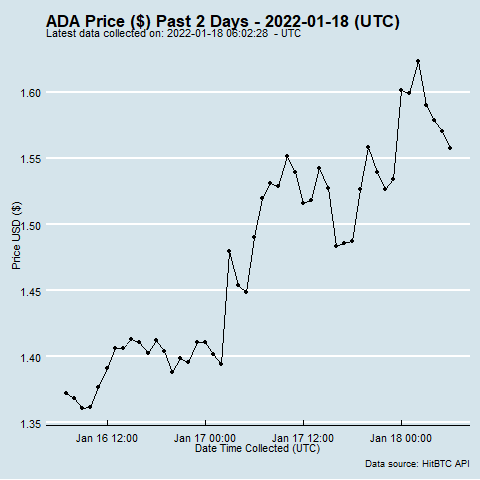 ADA Price ($) Past 2 Days - 2022-01-18 (UTC)
Latest data collected on: 2022-01-18 06:02:28 - UTC
1.60
1.55
1.50
1.45
1.40
1.35
Price USD ($)
Jan 16 12:00 Jan 17 00:00 Jan 17 12:00 Jan 18 00:00
Date Time Collected (UTC)
Data source: HitBTC API